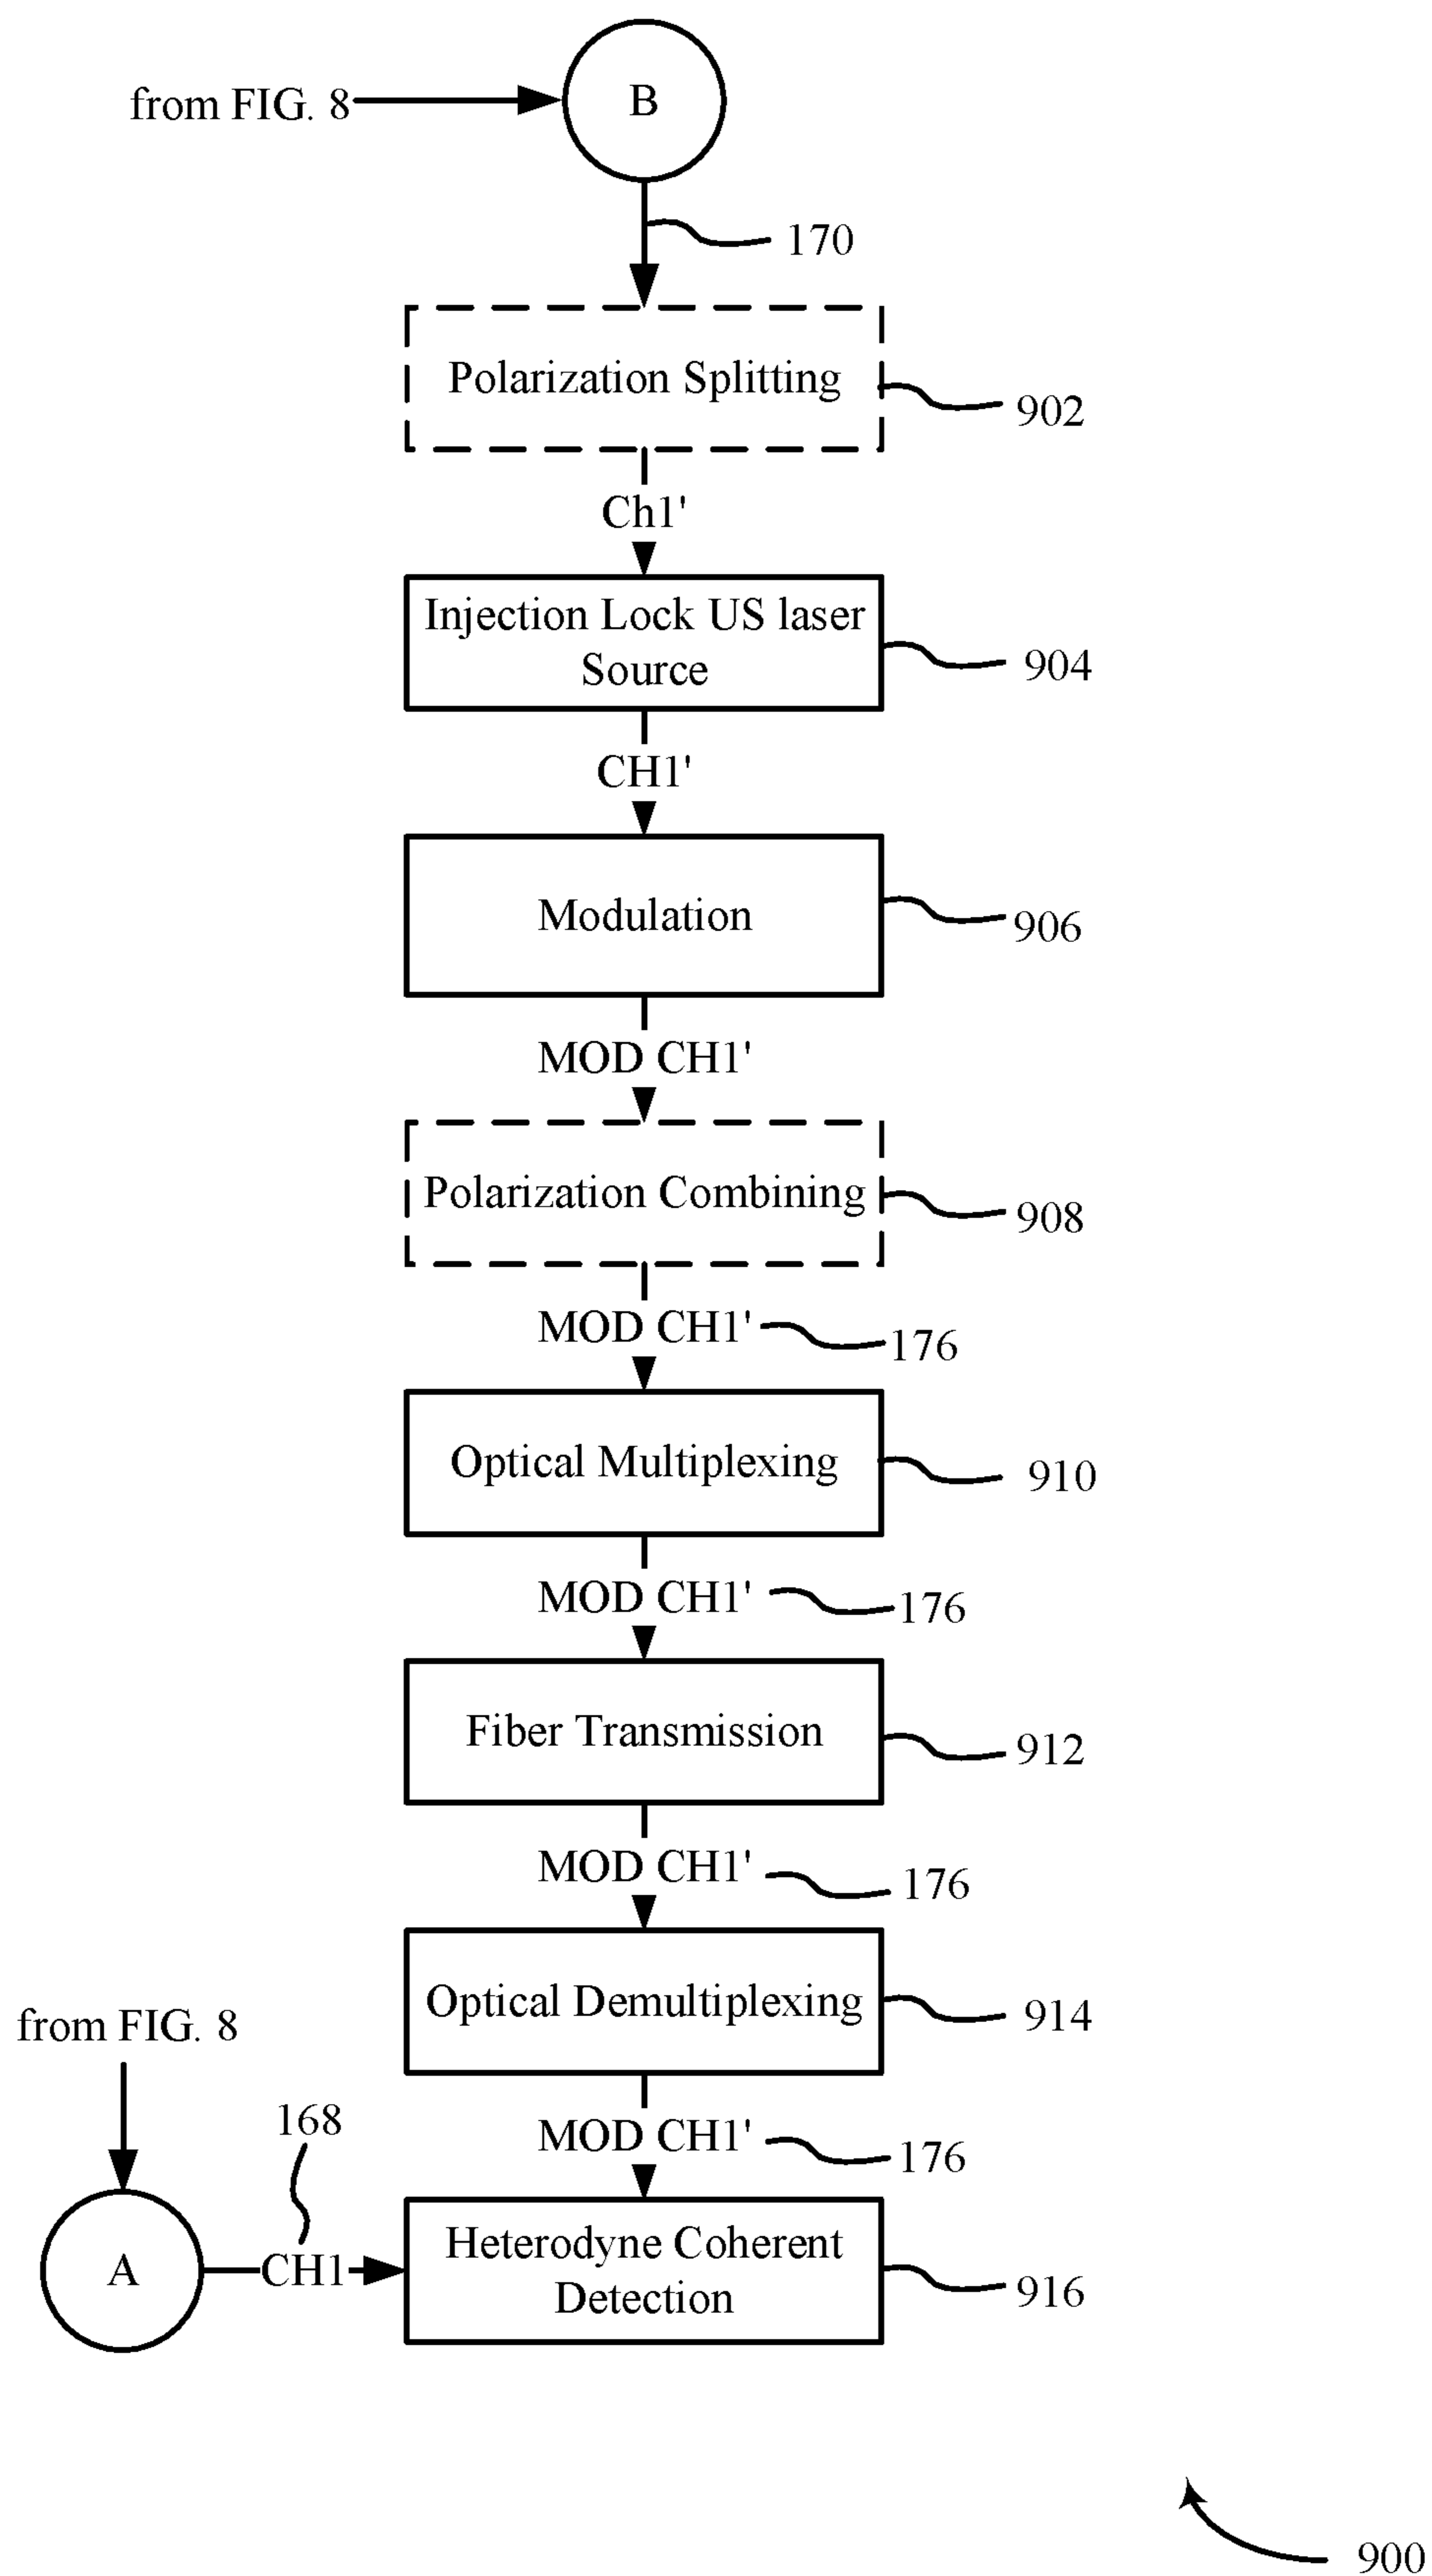 from FIG. 8
B
170
Polarization Splitting
902
Ch1'
Injection Lock US laser
Source
904
CH1'
Modulation
906
MOD CH1'
Polarization Combining
908
MOD CH1'
176
Optical Multiplexing
910
MOD CH1'
176
Fiber Transmission
912
MOD CH1'
176
Optical Demultiplexing
914
from FIG. 8
168
MOD CH1'
176
A
CH1
Heterodyne Coherent
Detection
916
900